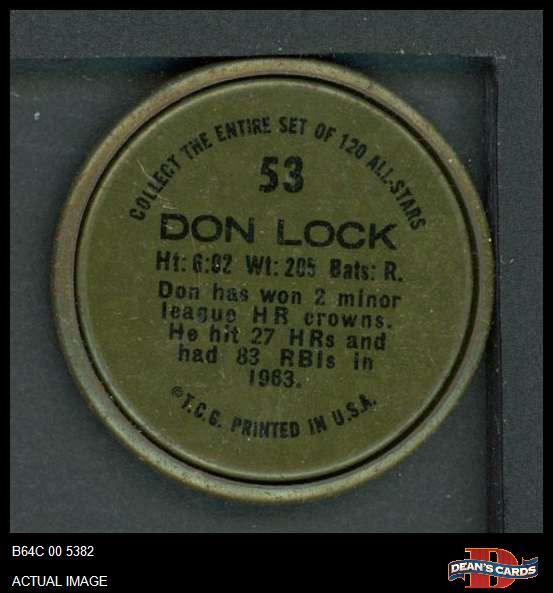 COLLECT THE ENTIRE SET OF 120 ALL-STARS
53
DON LOCK
Ht: 6:02 Wt: 205 Bats: R.
Don has won 2 minor
league HR crowns.
He hit 27 HRs and
had 83 RBIs in
1963.
©T.C.G. PRINTED IN U.S.A.
B64C 00 5382
ACTUAL IMAGE
D
DEAN'S CARDS